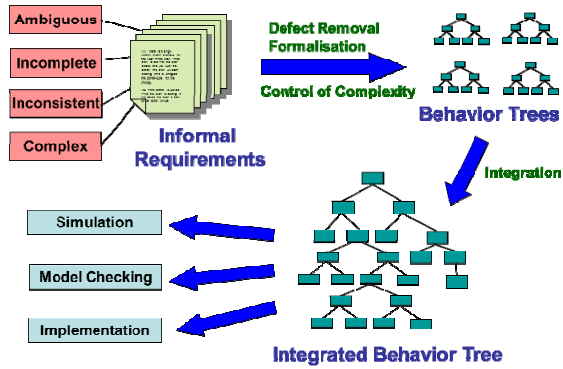 Ambiguous
Incomplete
Inconsistent
Complex
Informal
Requirements
Defect Removal
Formalisation
Control of Complexity
Behavior Trees
Integration
Simulation
Model Checking
Implementation
Integrated Behavior Tree